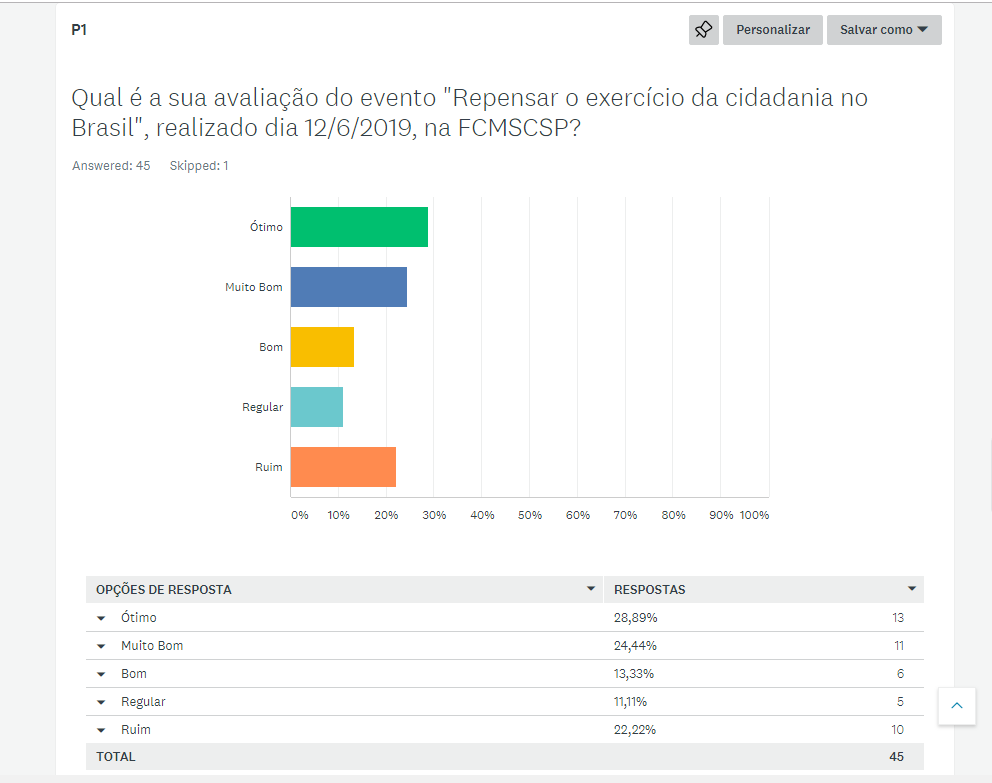 P1
Personalizar
Salvar como
Qual é a sua avaliação do evento "Repensar o exercício da cidadania no
Brasil", realizado dia 12/6/2019, na FCMSCSP?
Answered: 45 Skipped: 1
Ótimo
Muito Bom
Bom
Regular
Ruim
0% 10% 20% 30% 40% 50% 60% 70% 80% 90% 100%
OPÇÕES DE RESPOSTA RESPOSTAS
Ótimo 28,89% 13
Muito Bom 24,44% 11
Bom 13,33% 6
Regular 11,11% 5
Ruim 22,22% 10
TOTAL 45